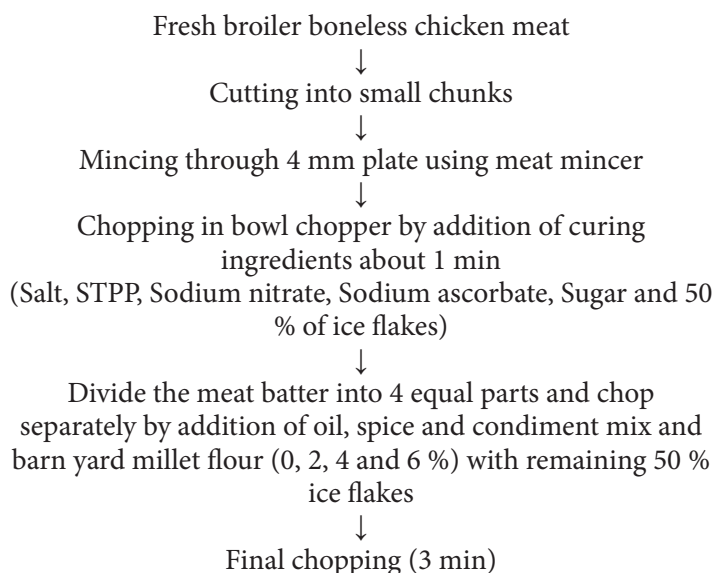 Fresh broiler boneless chicken meat
↓
Cutting into small chunks
↓
Mincing through 4 mm plate using meat mincer
↓
Chopping in bowl chopper by addition of curing
ingredients about 1 min
(Salt, STPP, Sodium nitrate, Sodium ascorbate, Sugar and 50
% of ice flakes)
↓
Divide the meat batter into 4 equal parts and chop
separately by addition of oil, spice and condiment mix and
barn yard millet flour (0, 2, 4 and 6 %) with remaining 50 %
ice flakes
↓
Final chopping (3 min)